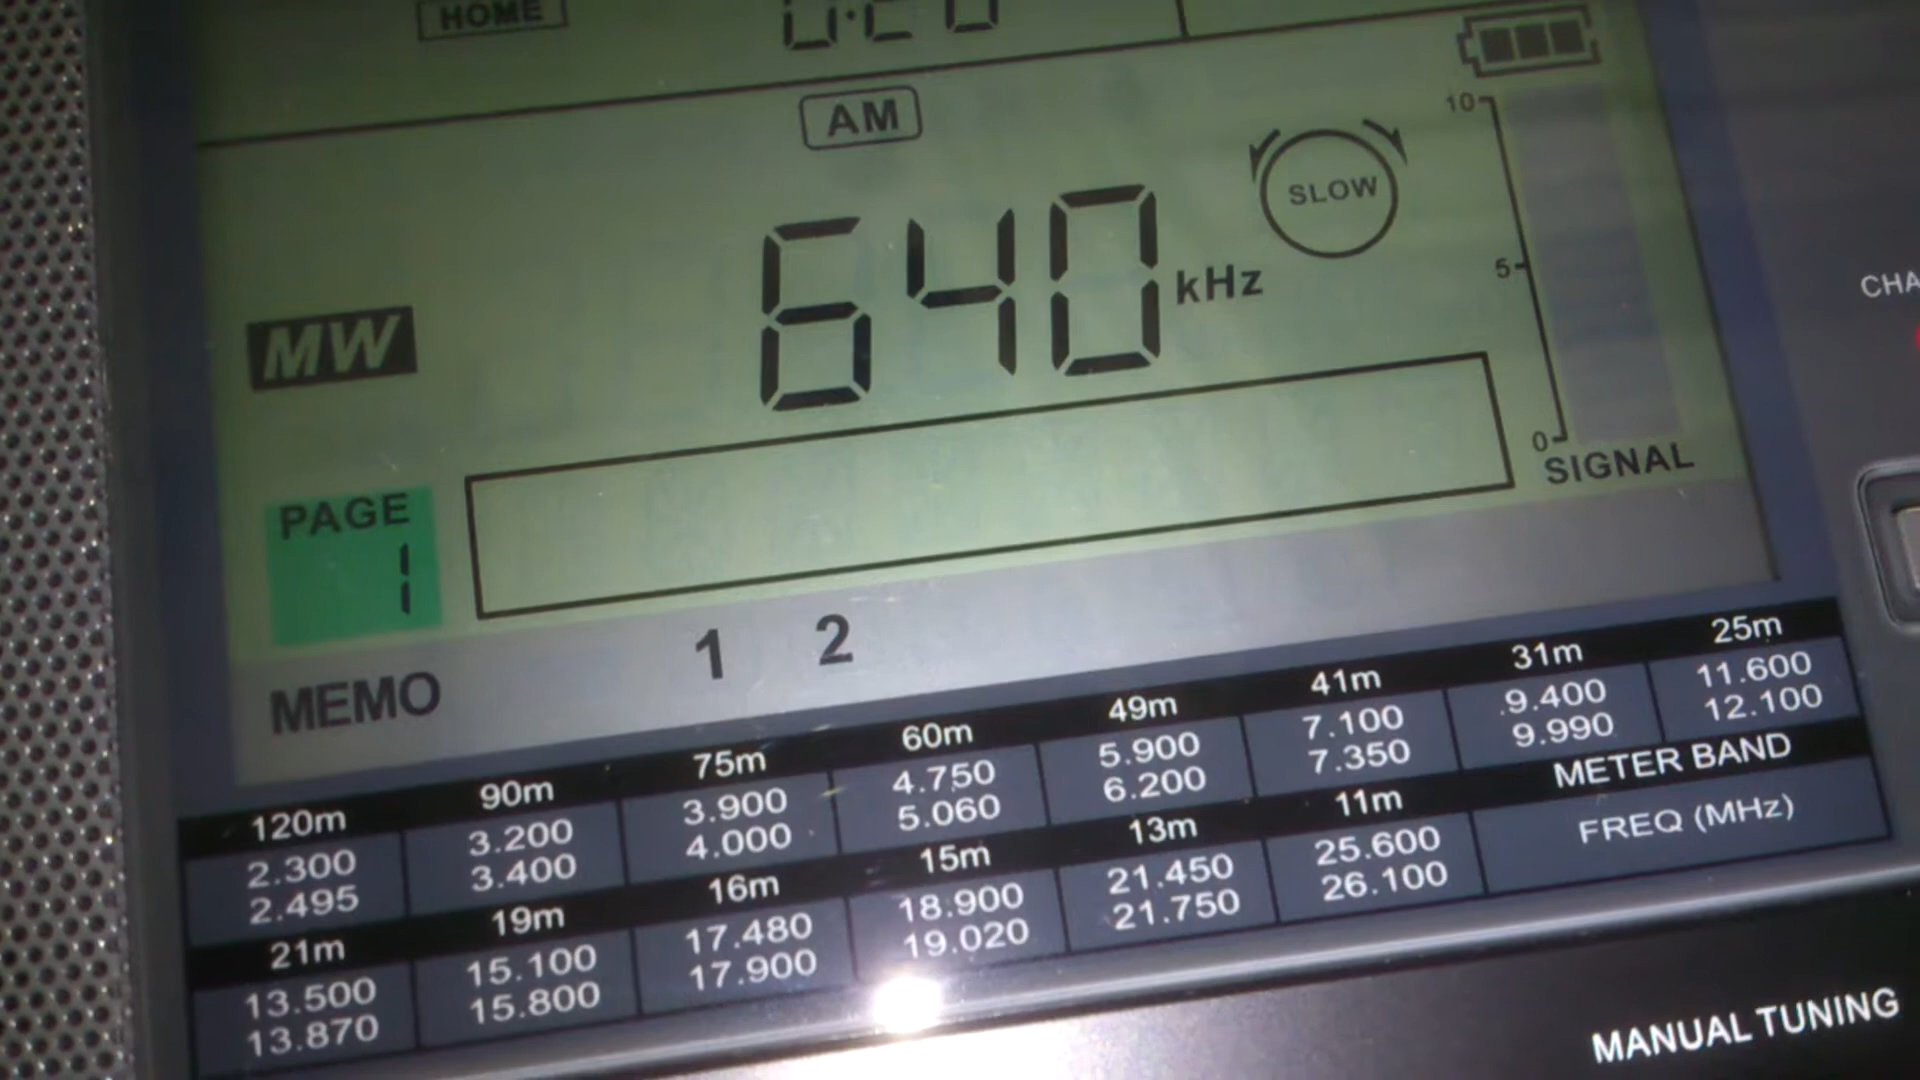 HOME
AM
10
SLOW
640 kHz
5
MW
0
SIGNAL
PAGE
1
1 2
MEMO
120m 90m 75m 60m 49m 41m 31m 25m
2.300 3.200 3.900 4.750 5.900 7.100 9.400 11.600
2.495 3.400 4.000 5.060 6.200 7.350 9.990 12.100
21m 19m 16m 15m 13m 11m METER BAND
13.500 15.100 17.480 18.900 21.450 25.600 FREQ (MHz)
13.870 15.800 17.900 19.020 21.750 26.100
MANUAL TUNING